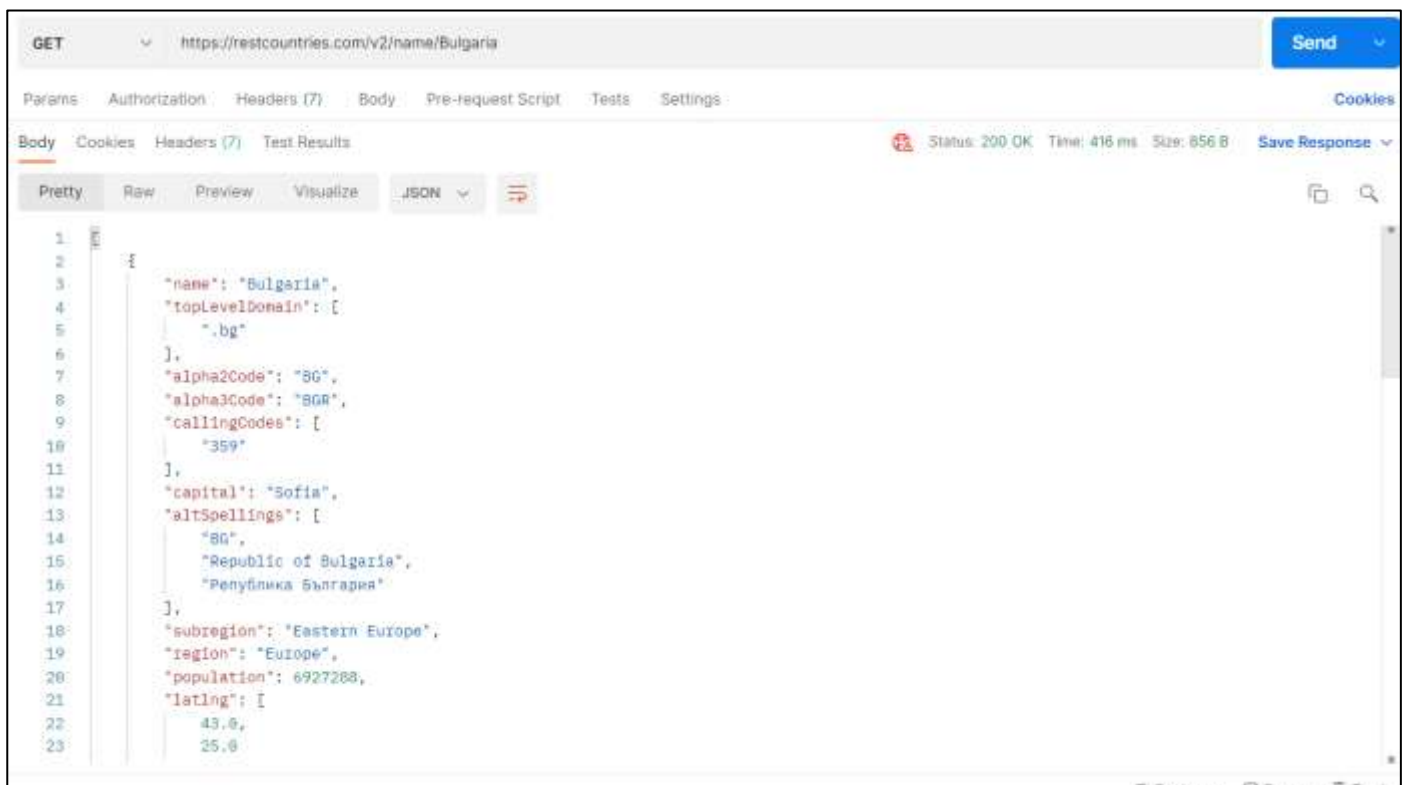 GET https://restcountries.com/v2/name/Bulgaria Send
Params Authorization Headers (7) Body Pre-request Script Tests Settings Cookies
Body Cookies Headers (7) Test Results Status: 200 OK Time: 416 ms Size: 856 B Save Response
Pretty Raw Preview Visualize JSON
1 [
2 {
3 "name": "Bulgaria",
4 "topLevelDomain": [
5 ".bg"
6 ],
7 "alpha2Code": "BG",
8 "alpha3Code": "BGR",
9 "callingCodes": [
10 "359"
11 ],
12 "capital": "Sofia",
13 "altSpellings": [
14 "BG",
15 "Republic of Bulgaria",
16 "Република България"
17 ],
18 "subregion": "Eastern Europe",
19 "region": "Europe",
20 "population": 6927288,
21 "latlng": [
22 43.0,
23 25.0